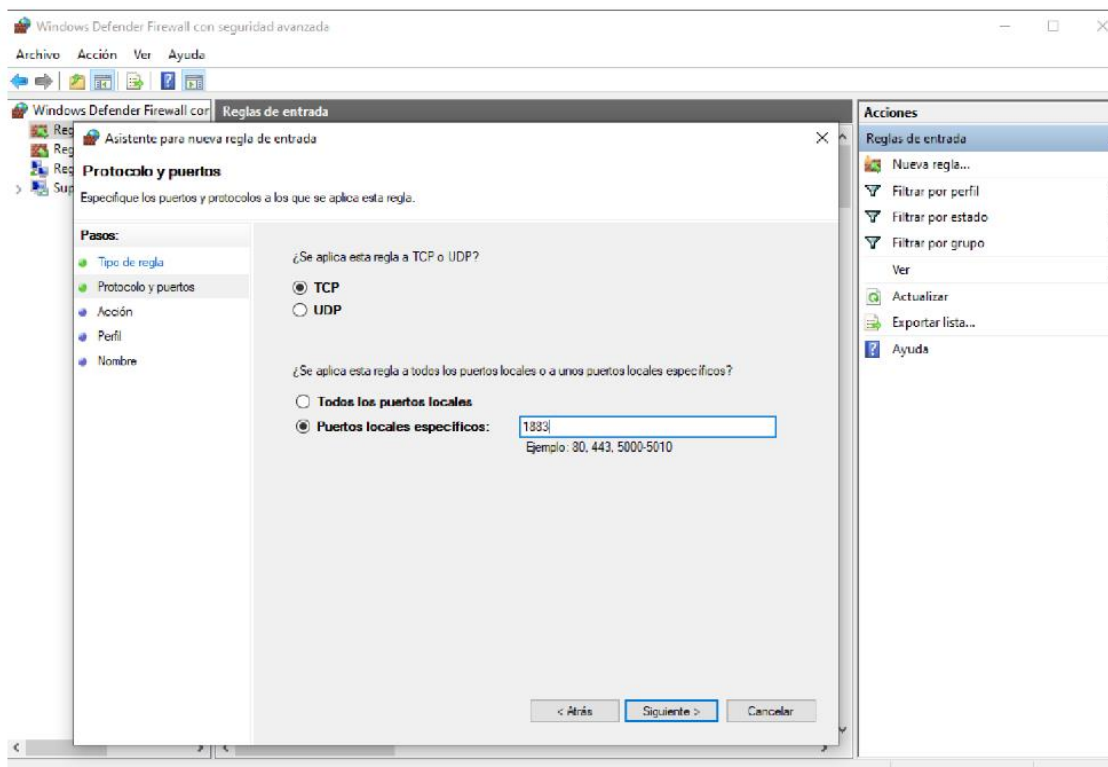 Windows Defender Firewall con seguridad avanzada
Archivo Acción Ver Ayuda
Windows Defender Firewall con
Reglas de entrada
Reg
Reg
Reg
Sup
Asistente para nueva regla de entrada
Protocolo y puertos
Especifique los puertos y protocolos a los que se aplica esta regla.
Pasos:
Tipo de regla
Protocolo y puertos
Acción
Perfil
Nombre
¿Se aplica esta regla a TCP o UDP?
TCP
UDP
¿Se aplica esta regla a todos los puertos locales o a unos puertos locales específicos?
Todos los puertos locales
Puertos locales específicos:
1883
Ejemplo: 80, 443, 5000-5010
< Atrás
Siguiente >
Cancelar
Acciones
Reglas de entrada
Nueva regla...
Filtrar por perfil
Filtrar por estado
Filtrar por grupo
Ver
Actualizar
Exportar lista...
Ayuda